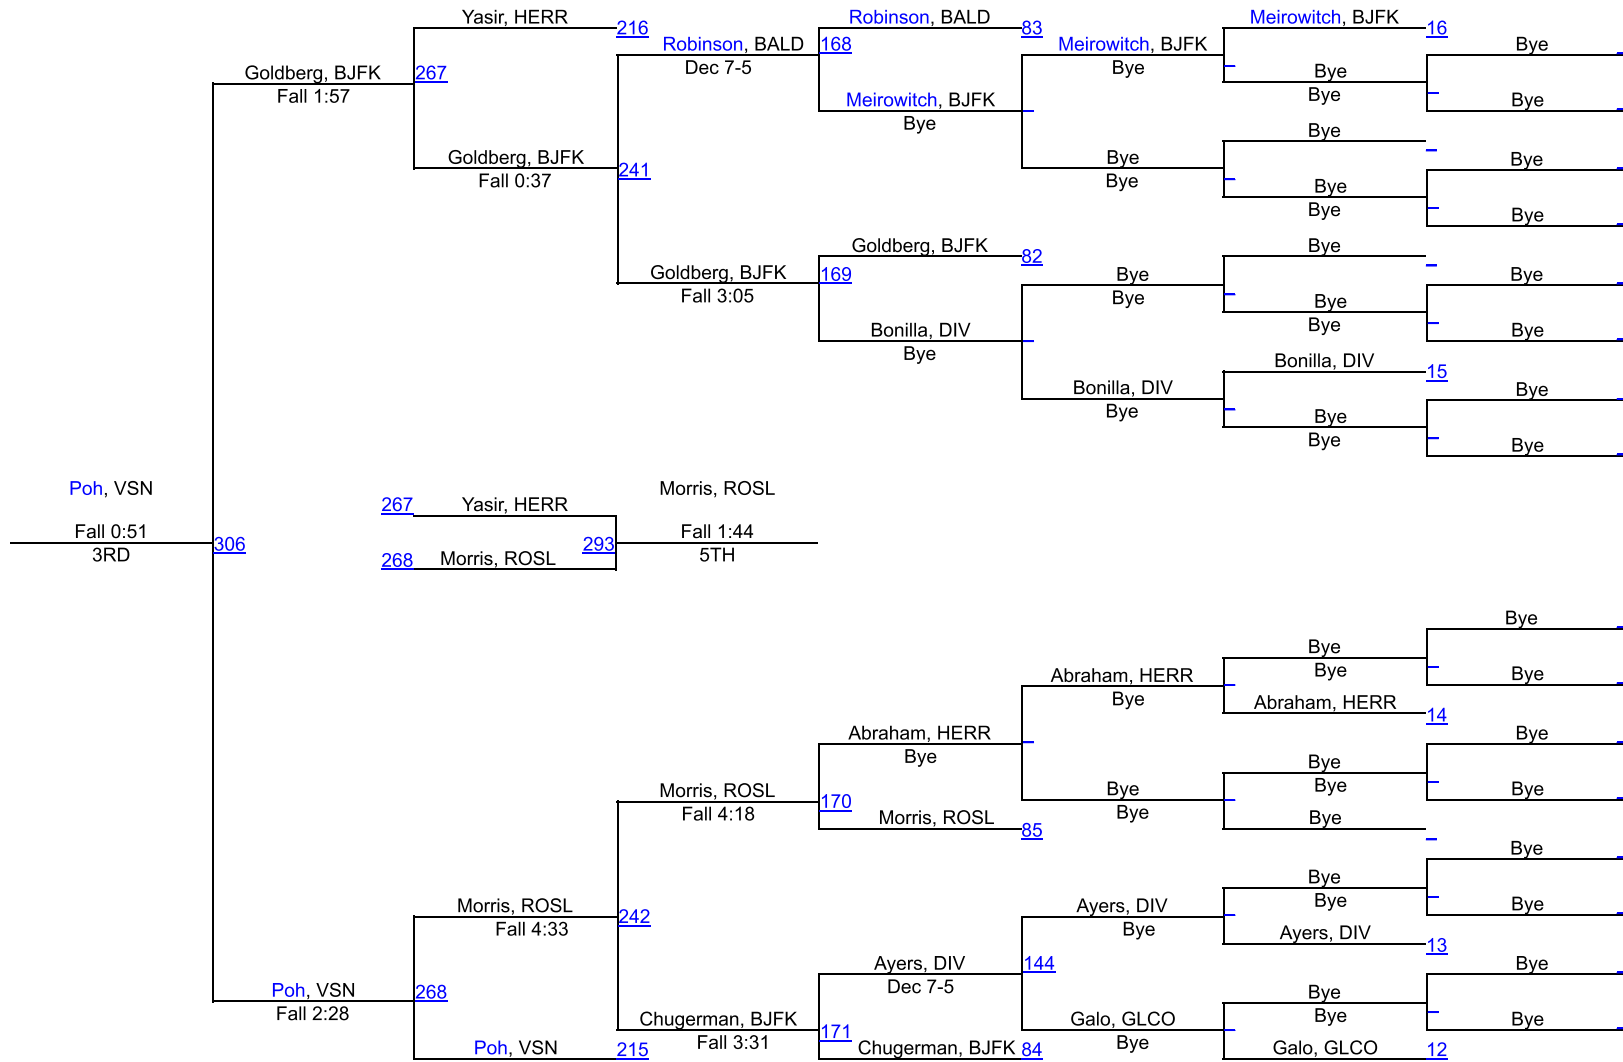 Yasir, HERR 216 Robinson, BALD 83 Meirowitch, BJFK 16
Robinson, BALD 168 Meirowitch, BJFK Bye
Dec 7-5 Bye
Goldberg, BJFK 267 Bye
Fall 1:57 Meirowitch, BJFK Bye Bye
Bye
Bye
Goldberg, BJFK Bye Bye
Fall 0:37 241 Bye Bye
Bye Bye
Goldberg, BJFK 82 Bye
Goldberg, BJFK 169 Bye Bye
Fall 3:05 Bye Bye
Bonilla, DIV Bye Bye
Bye
Bonilla, DIV 15
Bonilla, DIV Bye
Bye Bye
Bye Bye
Poh, VSN Morris, ROSL
267 Yasir, HERR
Fall 0:51 306 293 Fall 1:44
3RD 5TH
268 Morris, ROSL
Bye
Bye
Abraham, HERR Bye Bye
Bye Abraham, HERR 14
Abraham, HERR Bye
Bye Bye
Morris, ROSL 170 Bye Bye Bye
Fall 4:18 Bye
Morris, ROSL 85 Bye
Bye
Bye
Morris, ROSL 242 Ayers, DIV Bye Bye
Fall 4:33 Bye Ayers, DIV 13
Ayers, DIV 144 Bye
Dec 7-5
Poh, VSN 268 Bye
Fall 2:28 Bye
Chugerman, BJFK 171 Galo, GLCO Bye
Fall 3:31 Bye
Poh, VSN 215 Chugerman, BJFK 84 Galo, GLCO 12